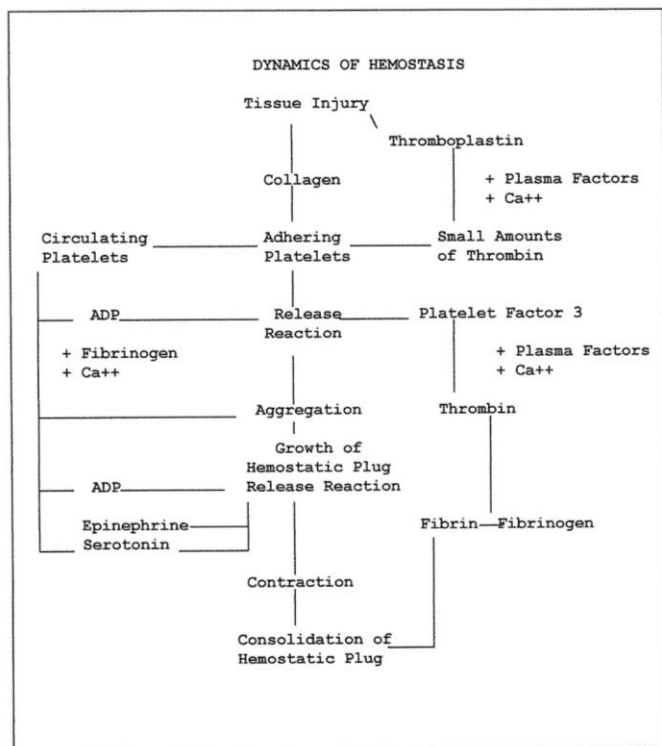 DYNAMICS OF HEMOSTASIS
Tissue Injury
Thromboplastin
Collagen
+ Plasma Factors
+ Ca++
Circulating
Platelets
Adhering
Platelets
Small Amounts
of Thrombin
ADP
Release
Reaction
Platelet Factor 3
+ Fibrinogen
+ Ca++
+ Plasma Factors
+ Ca++
Aggregation
Thrombin
Growth of
Hemostatic Plug
ADP
Release Reaction
Epinephrine
Serotonin
Fibrin
Fibrinogen
Contraction
Consolidation of
Hemostatic Plug